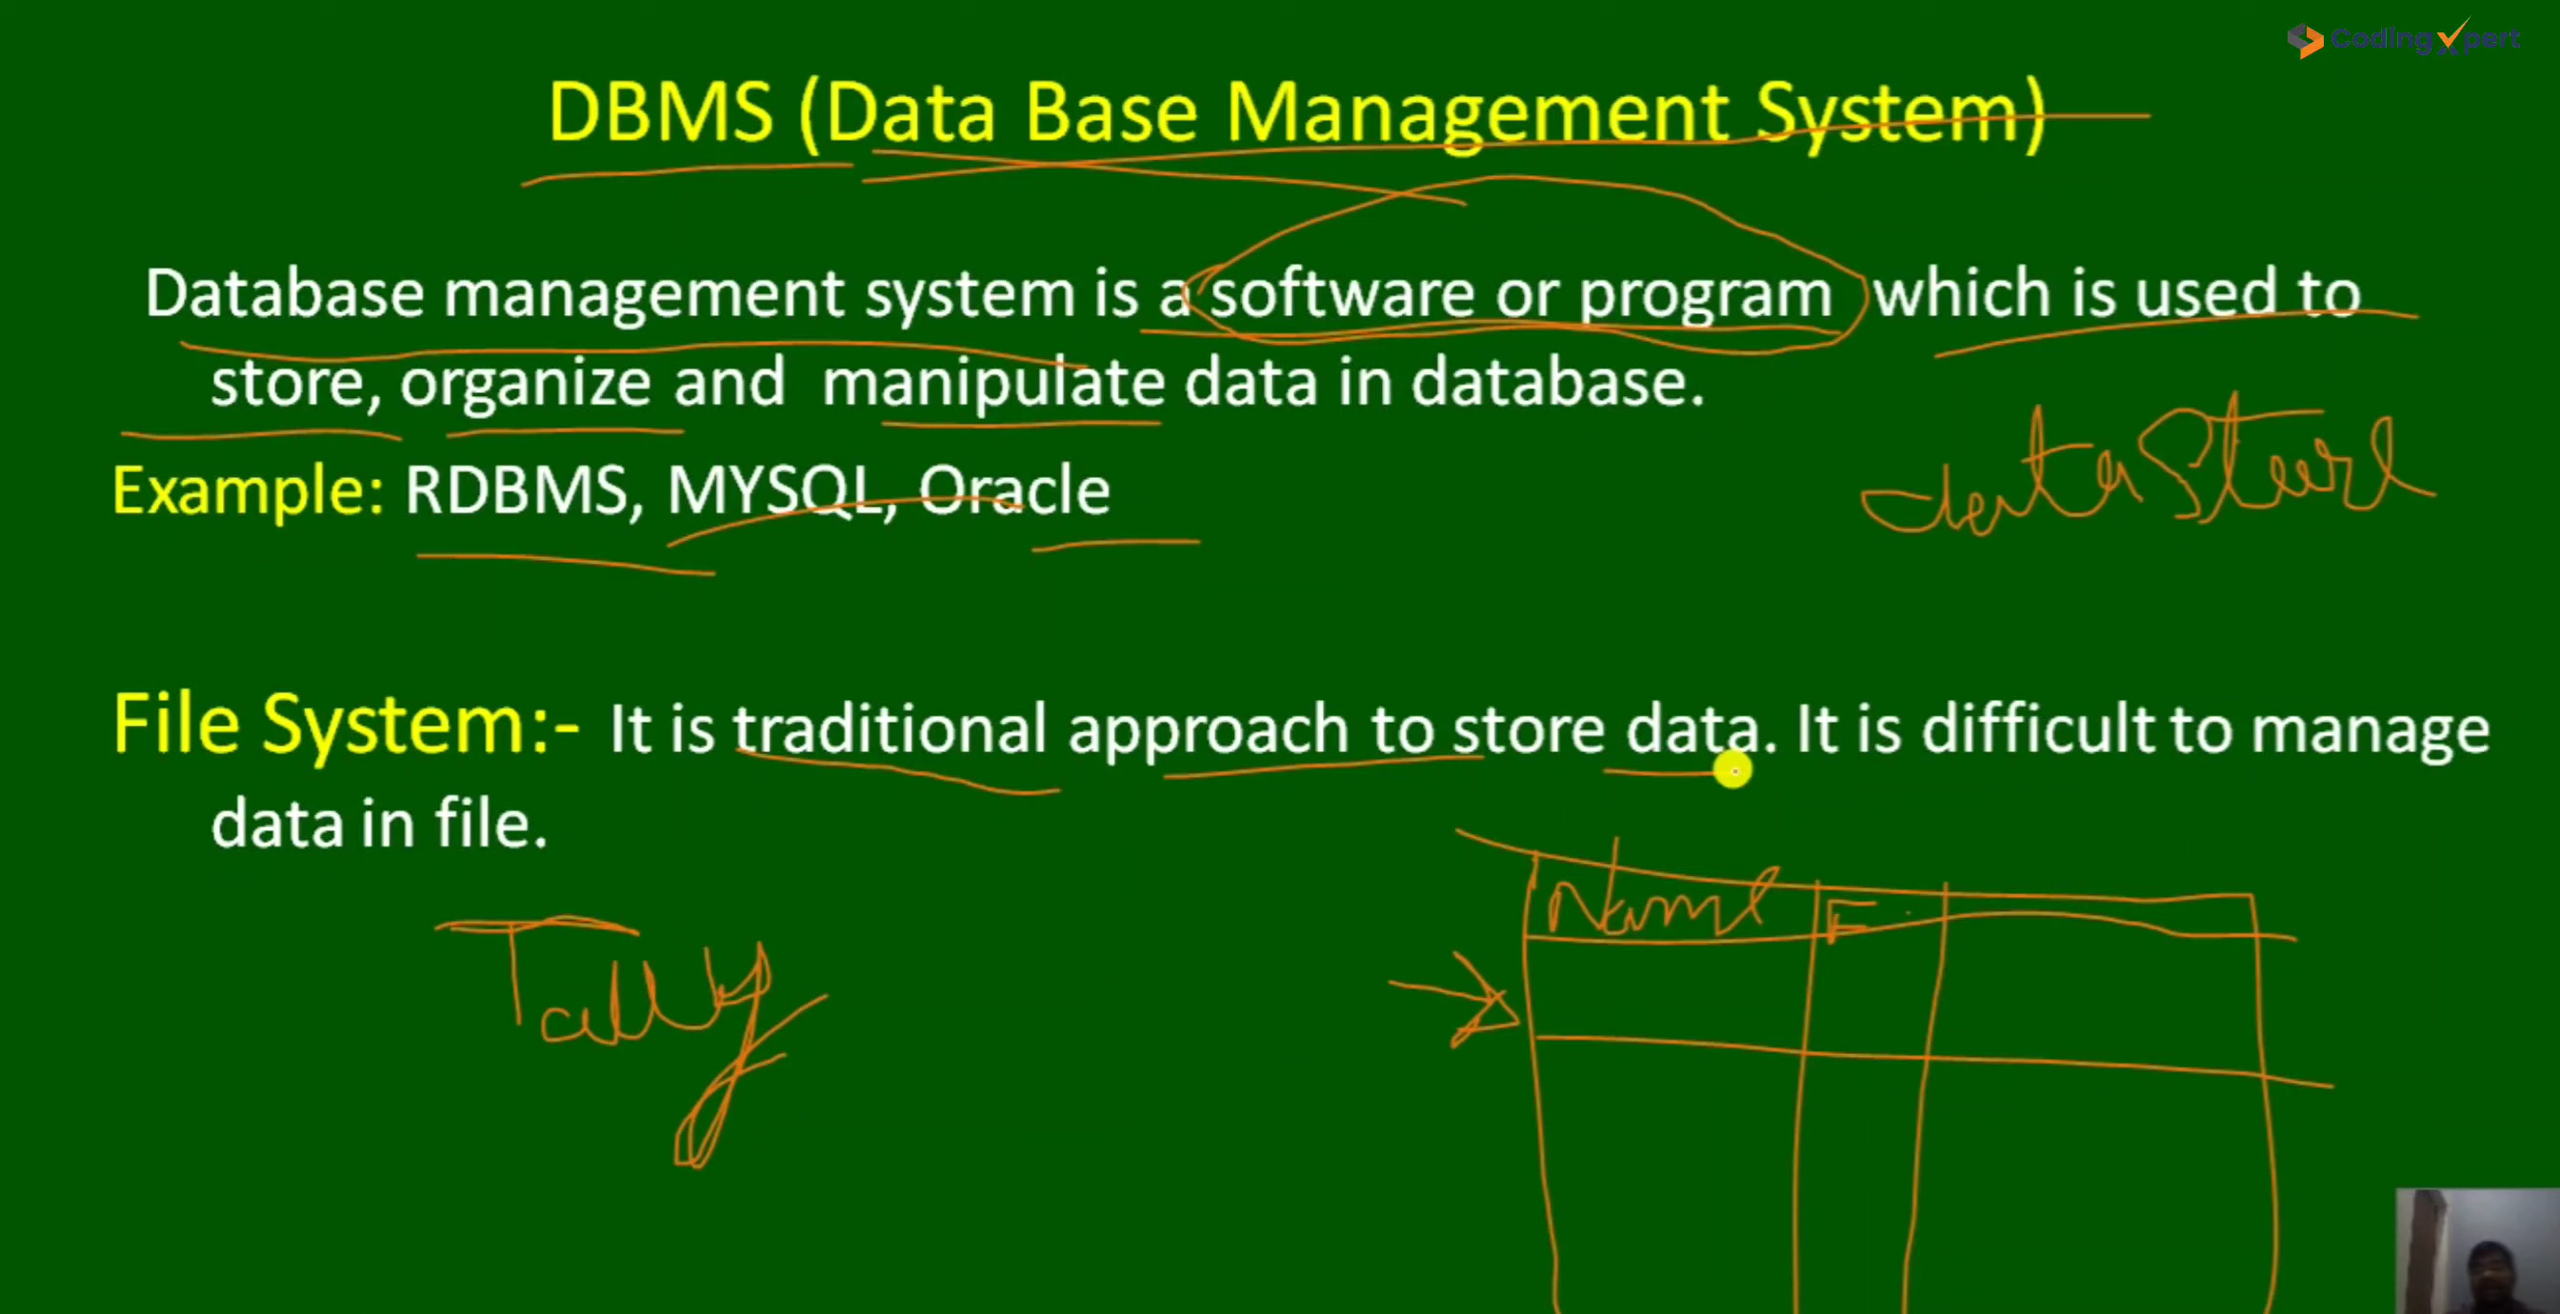 CodingXpert
DBMS (Data Base Management System)
Database management system is a software or program which is used to
store, organize and manipulate data in database.
Example: RDBMS, MYSQL, Oracle
data Store
File System:- It is traditional approach to store data. It is difficult to manage
data in file.
Name F
Tally